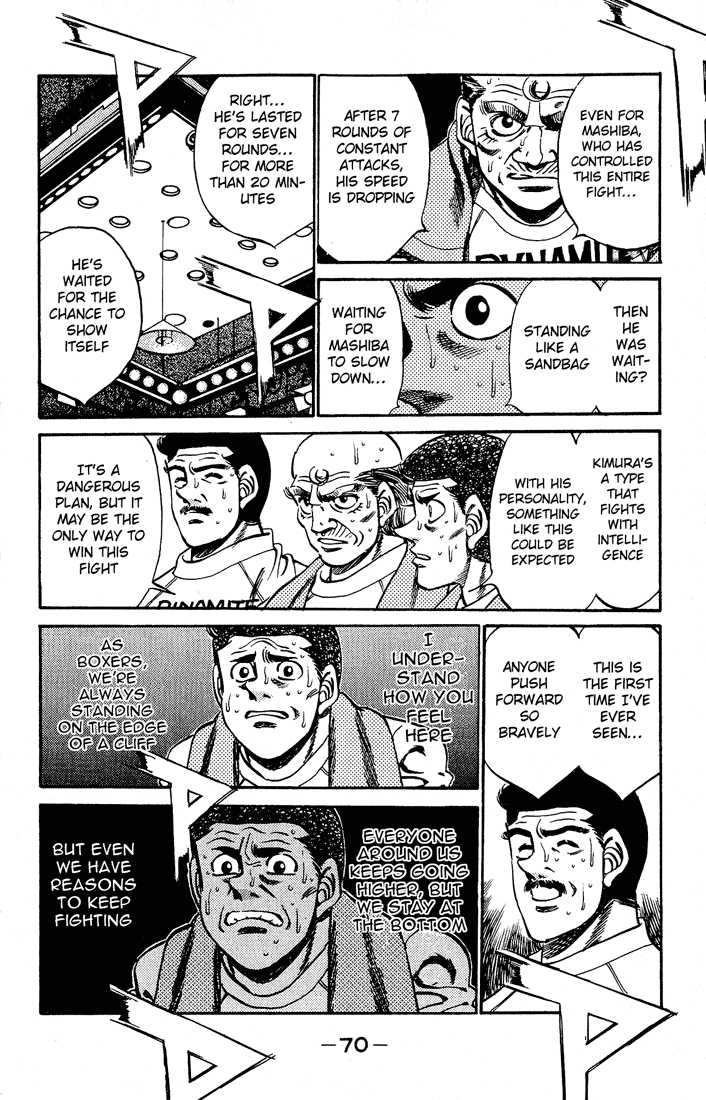 EVEN FOR
MASHIBA,
WHO HAS
CONTROLLED
THIS ENTIRE
FIGHT...
AFTER 7
ROUNDS OF
CONSTANT
ATTACKS,
HIS SPEED
IS DROPPING
DYNAMITE
RIGHT...
HE'S LASTED
FOR SEVEN
ROUNDS...
FOR MORE
THAN 20 MIN-
UTES
HE'S
WAITED
FOR THE
CHANCE TO
SHOW
ITSELF
THEN
HE
WAS
WAIT-
ING?
STANDING
LIKE A
SANDBAG
WAITING
FOR
MASHIBA
TO SLOW
DOWN...
KIMURA'S
A TYPE
THAT
FIGHTS
WITH
INTELLI-
GENCE
WITH HIS
PERSONALITY,
SOMETHING
LIKE THIS
COULD BE
EXPECTED
IT'S A
DANGEROUS
PLAN, BUT IT
MAY BE THE
ONLY WAY TO
WIN THIS
FIGHT
DINAMITE
THIS IS
THE FIRST
TIME I'VE
EVER
SEEN...
ANYONE
PUSH
FORWARD
SO
BRAVELY
I
UNDER-
STAND
HOW YOU
FEEL
HERE
AS
BOXERS,
WE'RE
ALWAYS
STANDING
ON THE EDGE
OF A CLIFF
EVERYONE
AROUND US
KEEPS GOING
HIGHER, BUT
WE STAY AT
THE BOTTOM
BUT EVEN
WE HAVE
REASONS
TO KEEP
FIGHTING
—70—